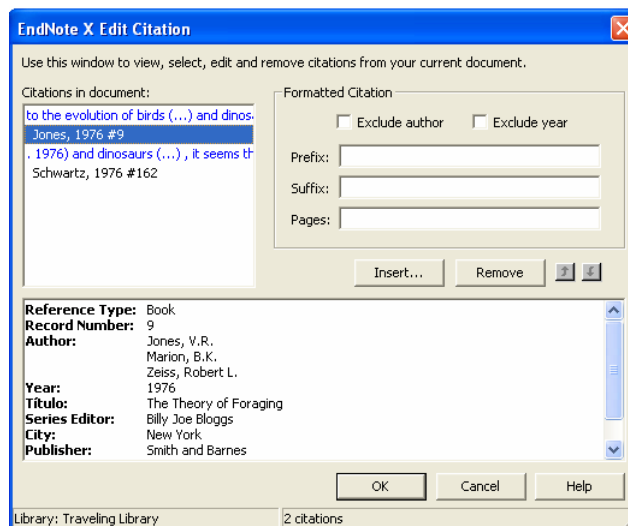 EndNote X Edit Citation
Use this window to view, select, edit and remove citations from your current document.
Citations in document:
to the evolution of birds (...) and dinos
Jones, 1976 #9
. 1976) and dinosaurs (...) , it seems th
Schwartz, 1976 #162
Formatted Citation
Exclude author
Exclude year
Prefix:
Suffix:
Pages:
Insert...
Remove
Reference Type: Book
Record Number: 9
Author: Jones, V.R.
Marion, B.K.
Zeiss, Robert L.
Year: 1976
Título: The Theory of Foraging
Series Editor: Billy Joe Bloggs
City: New York
Publisher: Smith and Barnes
OK
Cancel
Help
Library: Traveling Library
2 citations